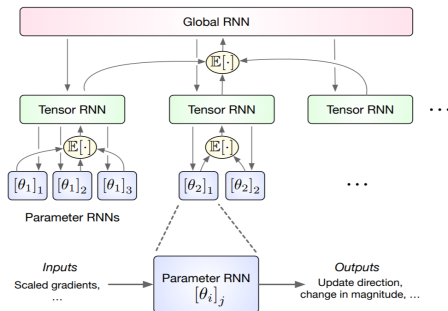 Global RNN
𝔼[·]
Tensor RNN
Tensor RNN
Tensor RNN
...
𝔼[·]
𝔼[·]
[θ₁]₁
[θ₁]₂
[θ₁]₃
[θ₂]₁
[θ₂]₂
...
Parameter RNNs
Inputs
Scaled gradients,
...
Parameter RNN
[θᵢ]ⱼ
Outputs
Update direction,
change in magnitude, ...